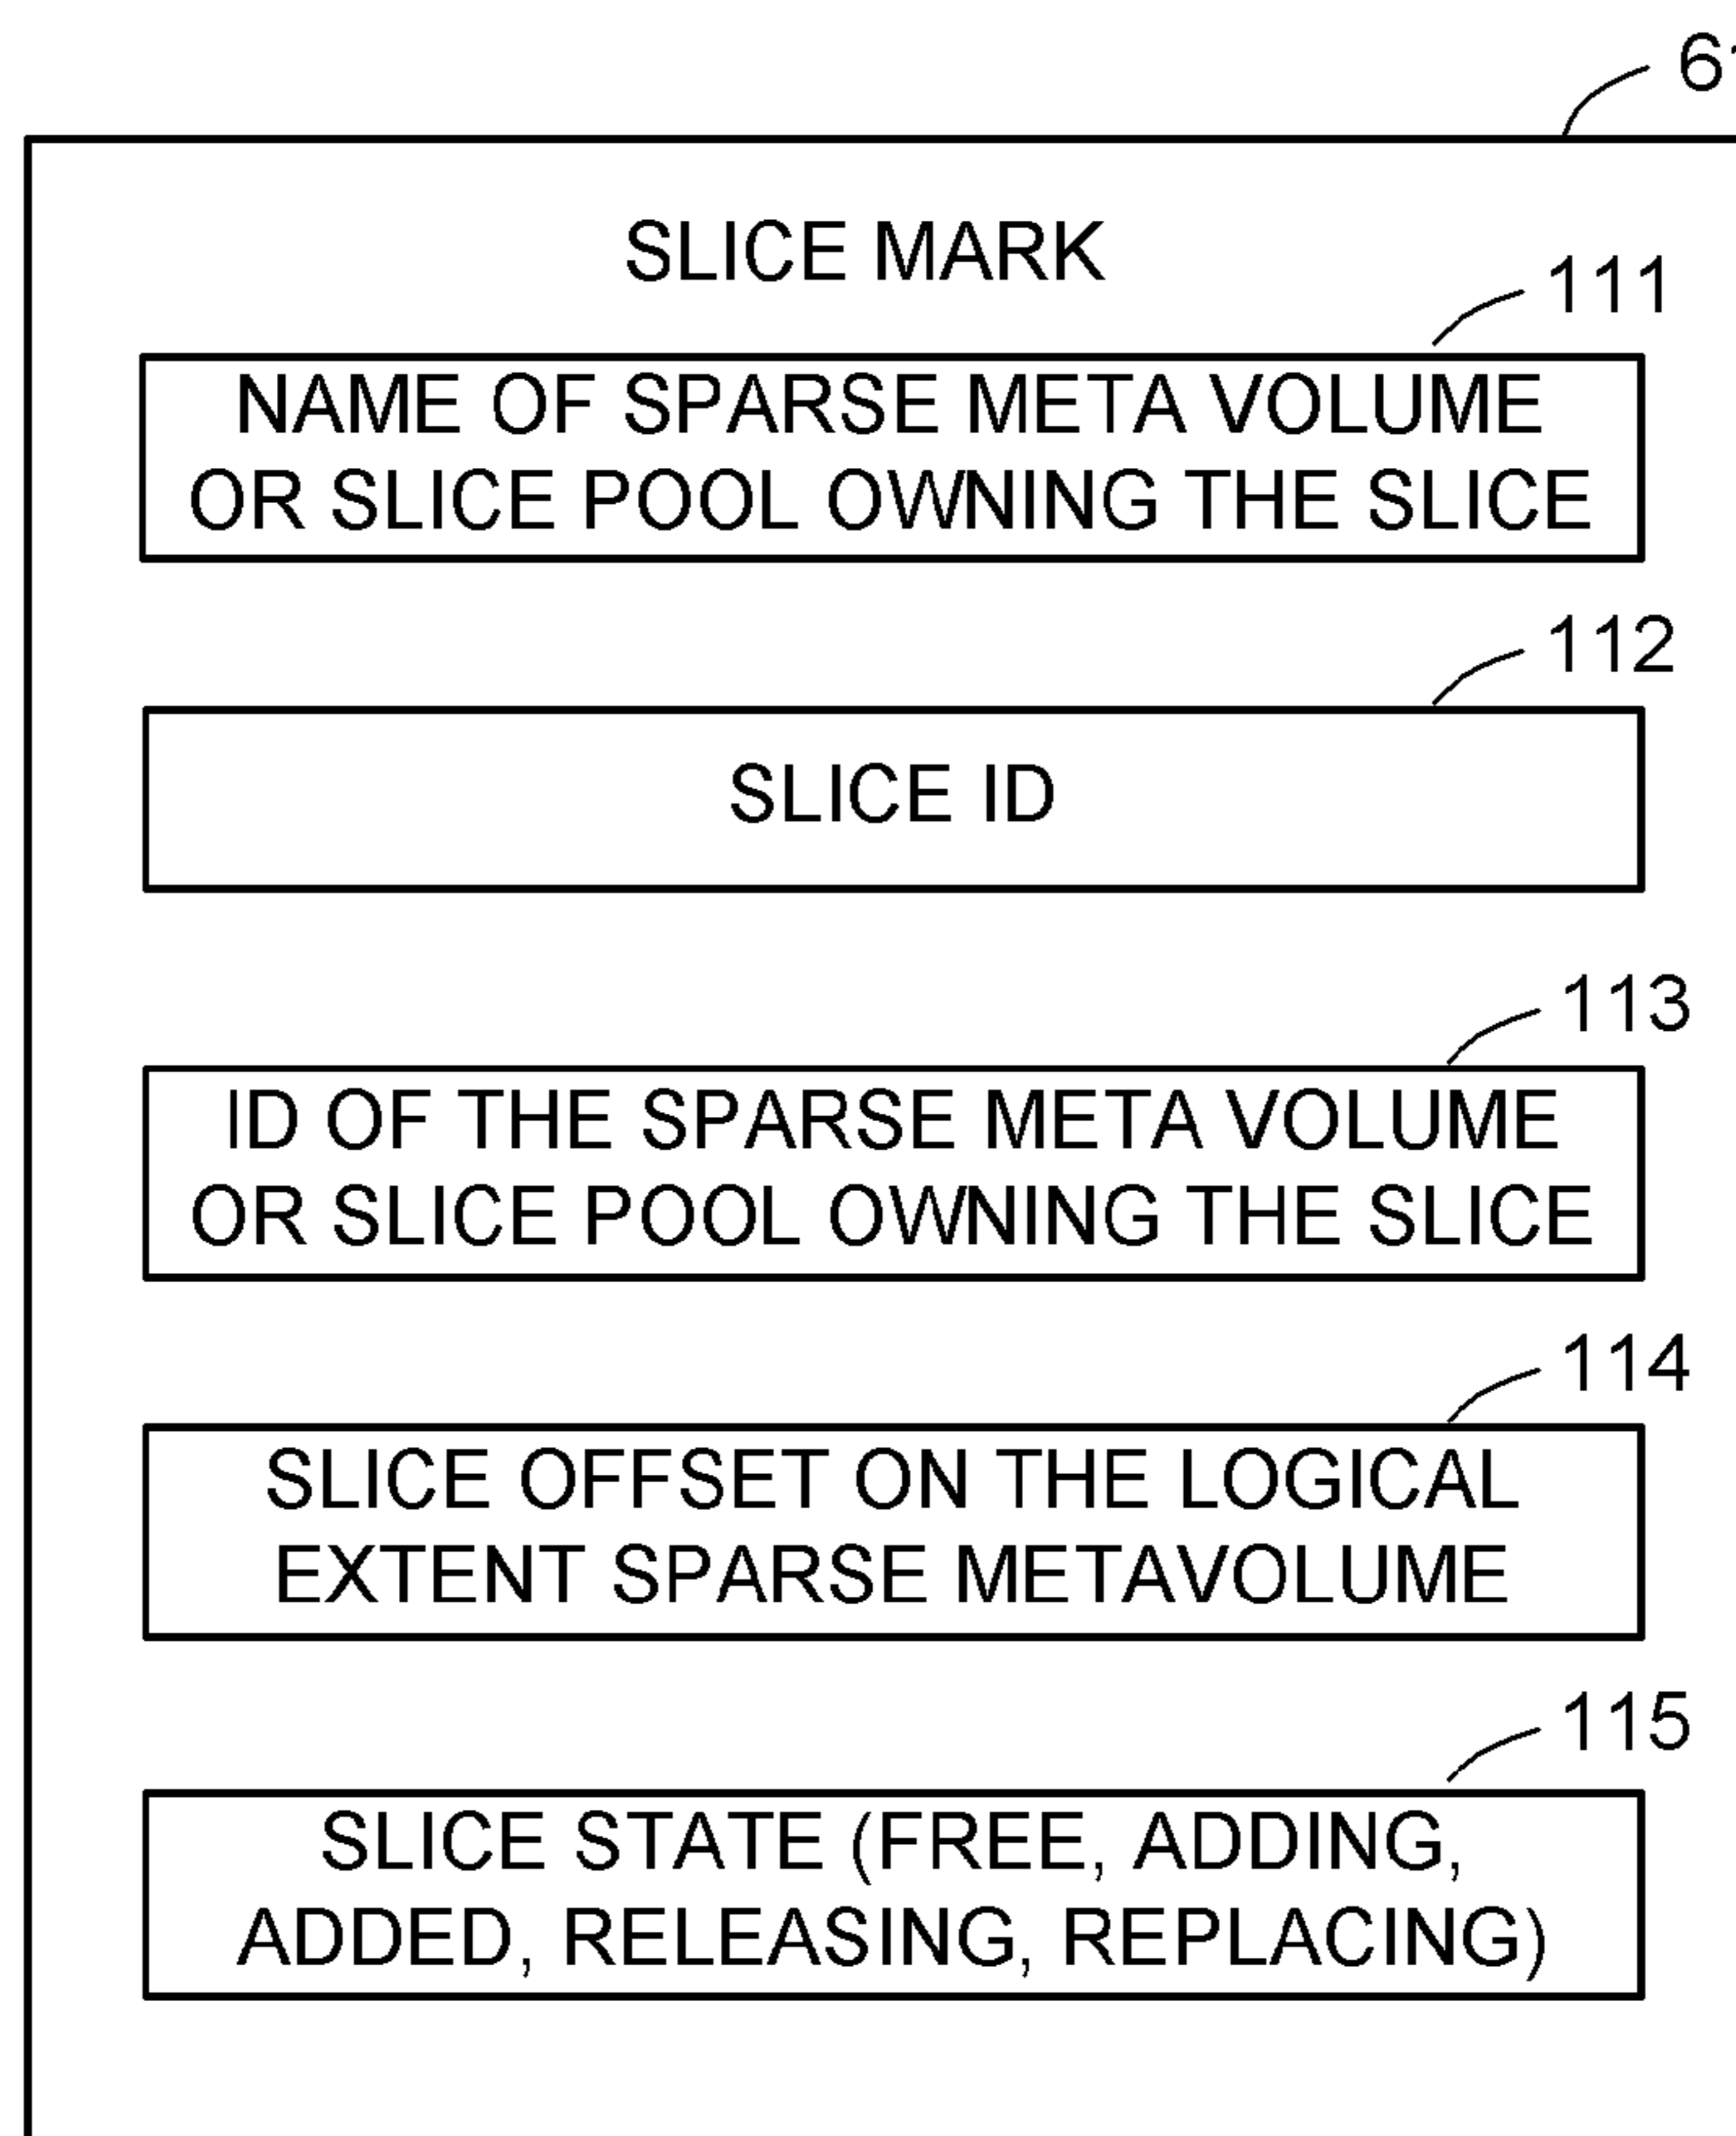 SLICE MARK
111
NAME OF SPARSE META VOLUME
OR SLICE POOL OWNING THE SLICE
112
SLICE ID
113
ID OF THE SPARSE META VOLUME
OR SLICE POOL OWNING THE SLICE
114
SLICE OFFSET ON THE LOGICAL
EXTENT SPARSE METAVOLUME
115
SLICE STATE (FREE, ADDING,
ADDED, RELEASING, REPLACING)